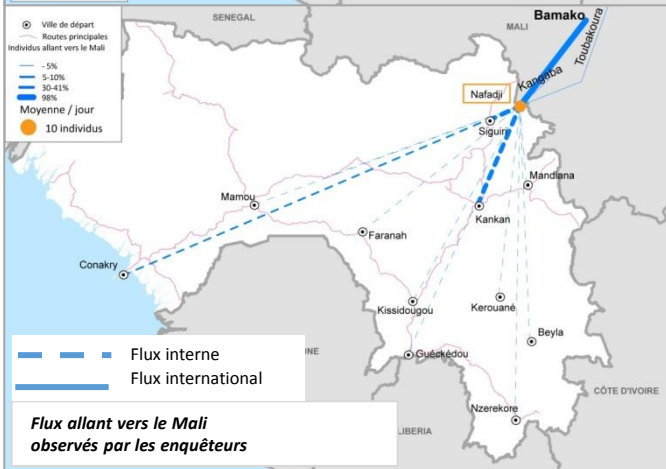 SENEGAL
MALI
Bamako
Toubakoura
Kangaba
Ville de départ
Routes principales
Individus allant vers le Mali
- 5%
5-10%
30-41%
98%
Moyenne / jour
10 individus
Nafadji
Siguiri
Mandiana
Mamou
Kankan
Faranah
Conakry
Kissidougou
Kerouané
Beyla
Guéckédou
Nzerekore
CÔTE D'IVOIRE
LIBERIA
Flux interne
Flux international
Flux allant vers le Mali
observés par les enquêteurs